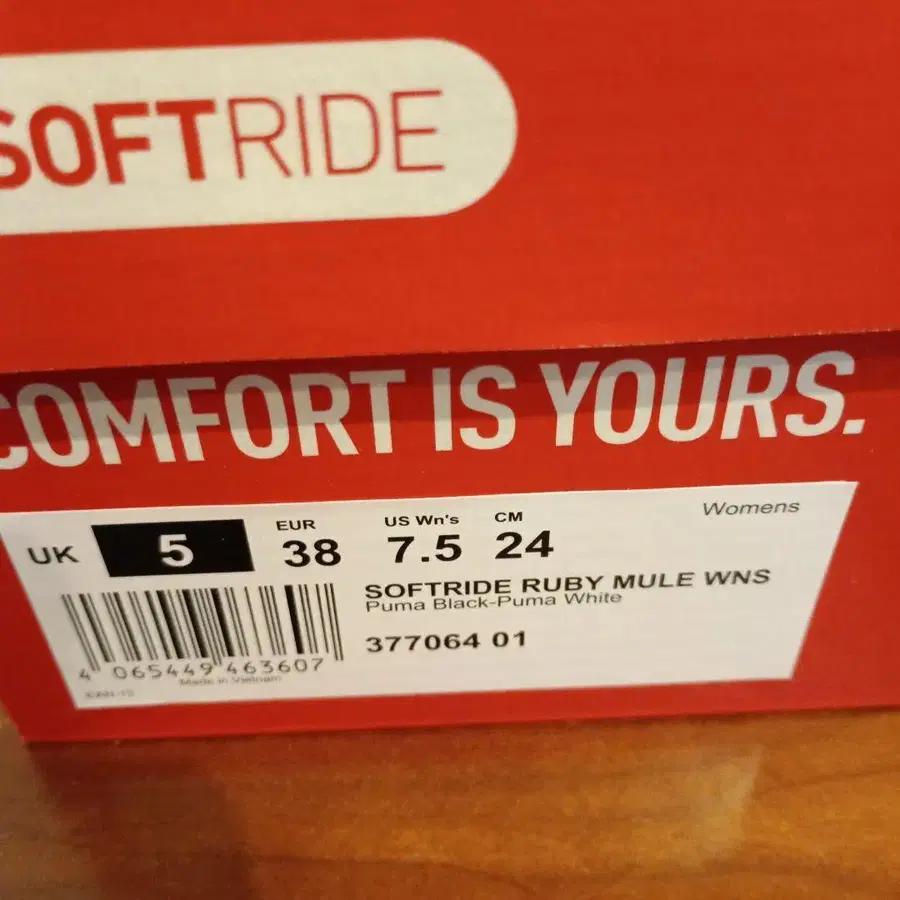 SOFTRIDE
COMFORT IS YOURS.
Womens
UK 5 EUR 38 US Wn's 7.5 CM 24
SOFTRIDE RUBY MULE WNS
Puma Black-Puma White
377064 01
4 065449 463607
Made in Vietnam